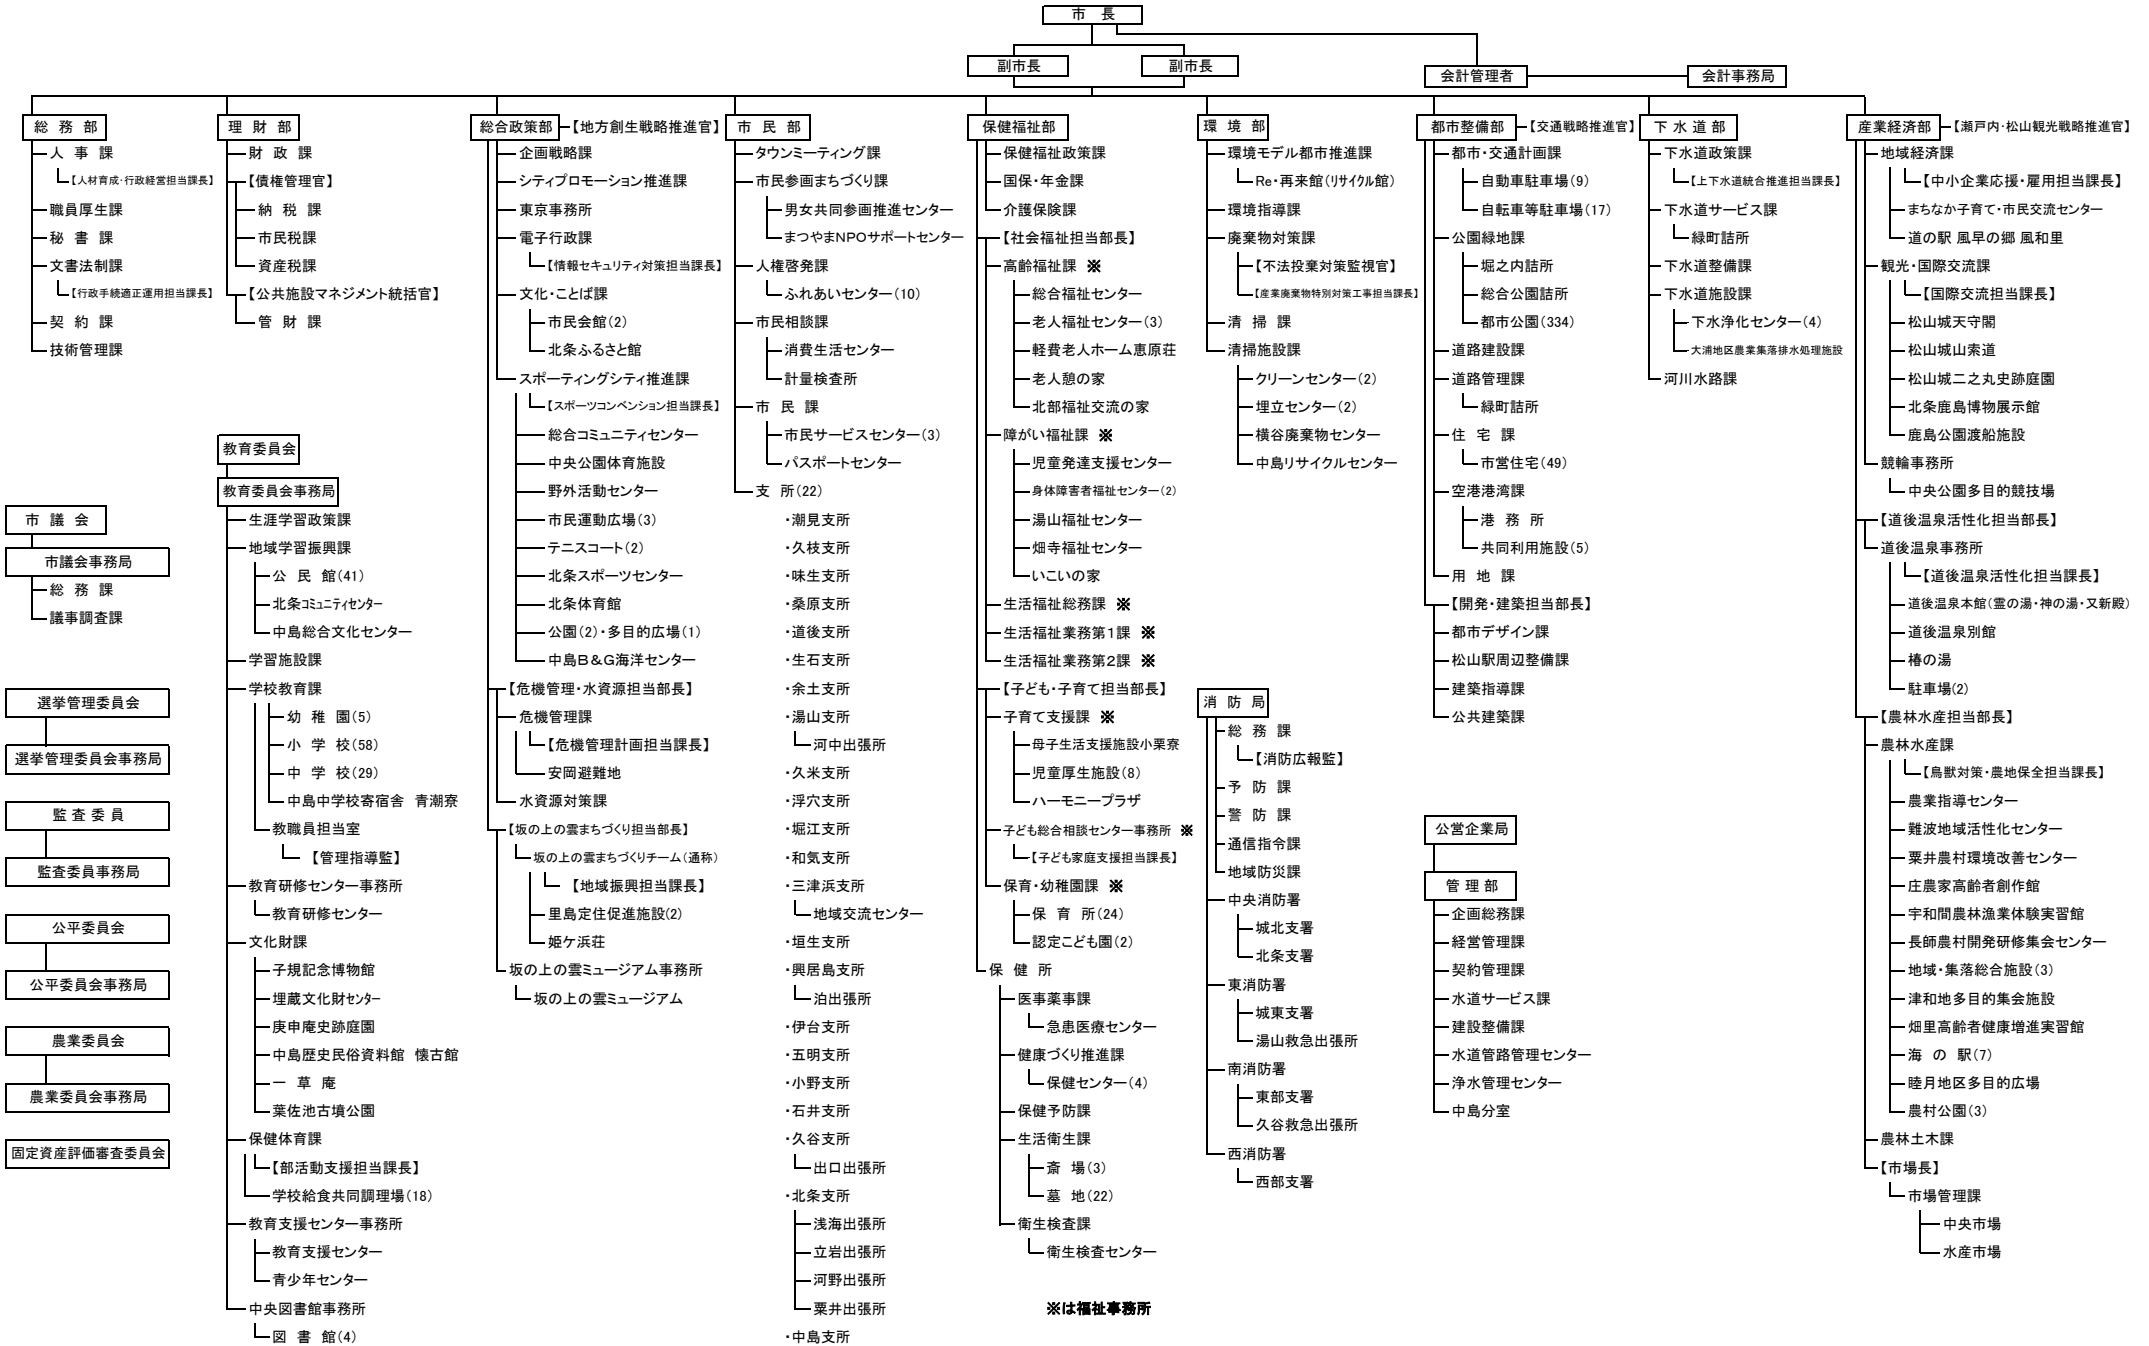 市　長
副市長
副市長
会計管理者
会計事務局
総　務　部
人　事　課
【人材育成・行政経営担当課長】
職員厚生課
秘　書　課
文書法制課
【行政手続適正運用担当課長】
契　約　課
技術管理課
理　財　部
財　政　課
【債権管理官】
納　税　課
市民税課
資産税課
【公共施設マネジメント統括官】
管　財　課
総合政策部
【地方創生戦略推進官】
企画戦略課
シティプロモーション推進課
東京事務所
電子行政課
【情報セキュリティ対策担当課長】
文化・ことば課
市民会館(2)
北条ふるさと館
スポーティングシティ推進課
【スポーツコンベンション担当課長】
総合コミュニティセンター
中央公園体育施設
野外活動センター
市民運動広場(3)
テニスコート(2)
北条スポーツセンター
北条体育館
公園(2)・多目的広場(1)
中島B＆G海洋センター
【危機管理・水資源担当部長】
危機管理課
【危機管理計画担当課長】
安岡避難地
水資源対策課
【坂の上の雲まちづくり担当部長】
坂の上の雲まちづくりチーム(通称)
【地域振興担当課長】
里島定住促進施設(2)
姫ケ浜荘
坂の上の雲ミュージアム事務所
坂の上の雲ミュージアム
市　民　部
タウンミーティング課
市民参画まちづくり課
男女共同参画推進センター
まつやまNPOサポートセンター
人権啓発課
ふれあいセンター(10)
市民相談課
消費生活センター
計量検査所
市　民　課
市民サービスセンター(3)
パスポートセンター
支　所(22)
・潮見支所
・久枝支所
・味生支所
・桑原支所
・道後支所
・生石支所
・余土支所
・湯山支所
河中出張所
・久米支所
・浮穴支所
・堀江支所
・和気支所
・三津浜支所
地域交流センター
・垣生支所
・興居島支所
泊出張所
・伊台支所
・五明支所
・小野支所
・石井支所
・久谷支所
出口出張所
・北条支所
浅海出張所
立岩出張所
河野出張所
粟井出張所
・中島支所
保健福祉部
保健福祉政策課
国保・年金課
介護保険課
【社会福祉担当部長】
高齢福祉課 ※
総合福祉センター
老人福祉センター(3)
軽費老人ホーム恵原荘
老人憩の家
北部福祉交流の家
障がい福祉課 ※
児童発達支援センター
身体障害者福祉センター(2)
湯山福祉センター
畑寺福祉センター
いこいの家
生活福祉総務課 ※
生活福祉業務第1課 ※
生活福祉業務第2課 ※
【子ども・子育て担当部長】
子育て支援課 ※
母子生活支援施設小栗寮
児童厚生施設(8)
ハーモニープラザ
子ども総合相談センター事務所 ※
【子ども家庭支援担当課長】
保育・幼稚園課 ※
保　育　所(24)
認定こども園(2)
保　健　所
医事薬事課
急患医療センター
健康づくり推進課
保健センター(4)
保健予防課
生活衛生課
斎　場(3)
墓　地(22)
衛生検査課
衛生検査センター
※は福祉事務所
環　境　部
環境モデル都市推進課
Re・再来館(リサイクル館)
環境指導課
廃棄物対策課
【不法投棄対策監視官】
【産業廃棄物特別対策工事担当課長】
清　掃　課
清掃施設課
クリーンセンター(2)
埋立センター(2)
横谷廃棄物センター
中島リサイクルセンター
都市整備部
【交通戦略推進官】
都市・交通計画課
自動車駐車場(9)
自転車等駐車場(17)
公園緑地課
堀之内詰所
総合公園詰所
都市公園(334)
道路建設課
道路管理課
緑町詰所
住　宅　課
市営住宅(49)
空港港湾課
港　務　所
共同利用施設(5)
用　地　課
【開発・建築担当部長】
都市デザイン課
松山駅周辺整備課
建築指導課
公共建築課
下 水 道 部
下水道政策課
【上下水道統合推進担当課長】
下水道サービス課
緑町詰所
下水道整備課
下水道施設課
下水浄化センター(4)
大浦地区農業集落排水処理施設
河川水路課
産業経済部
【瀬戸内・松山観光戦略推進官】
地域経済課
【中小企業応援・雇用担当課長】
まちなか子育て・市民交流センター
道の駅 風早の郷 風和里
観光・国際交流課
【国際交流担当課長】
松山城天守閣
松山城山索道
松山城二之丸史跡庭園
北条鹿島博物展示館
鹿島公園渡船施設
競輪事務所
中央公園多目的競技場
【道後温泉活性化担当部長】
道後温泉事務所
【道後温泉活性化担当課長】
道後温泉本館(霊の湯・神の湯・又新殿)
道後温泉別館
椿の湯
駐車場(2)
【農林水産担当部長】
農林水産課
【鳥獣対策・農地保全担当課長】
農業指導センター
難波地域活性化センター
粟井農村環境改善センター
庄農家高齢者創作館
宇和間農林漁業体験実習館
長師農村開発研修集会センター
地域・集落総合施設(3)
津和地多目的集会施設
畑里高齢者健康増進実習館
海　の　駅(7)
睦月地区多目的広場
農村公園(3)
農林土木課
【市場長】
市場管理課
中央市場
水産市場
教育委員会
教育委員会事務局
生涯学習政策課
地域学習振興課
公　民　館(41)
北条コミュニティセンター
中島総合文化センター
学習施設課
学校教育課
幼　稚　園(5)
小　学　校(58)
中　学　校(29)
中島中学校寄宿舎　青潮寮
教職員担当室
【管理指導監】
教育研修センター事務所
教育研修センター
文化財課
子規記念博物館
埋蔵文化財センター
庚申庵史跡庭園
中島歴史民俗資料館　懐古館
一　草　庵
葉佐池古墳公園
保健体育課
【部活動支援担当課長】
学校給食共同調理場(18)
教育支援センター事務所
教育支援センター
青少年センター
中央図書館事務所
図　書　館(4)
市　議　会
市議会事務局
総　務　課
議事調査課
選挙管理委員会
選挙管理委員会事務局
監 査 委 員
監査委員事務局
公平委員会
公平委員会事務局
農業委員会
農業委員会事務局
固定資産評価審査委員会
消　防　局
総　務　課
【消防広報監】
予　防　課
警　防　課
通信指令課
地域防災課
中央消防署
城北支署
北条支署
東消防署
城東支署
湯山救急出張所
南消防署
東部支署
久谷救急出張所
西消防署
西部支署
公営企業局
管 理 部
企画総務課
経営管理課
契約管理課
水道サービス課
建設整備課
水道管路管理センター
浄水管理センター
中島分室